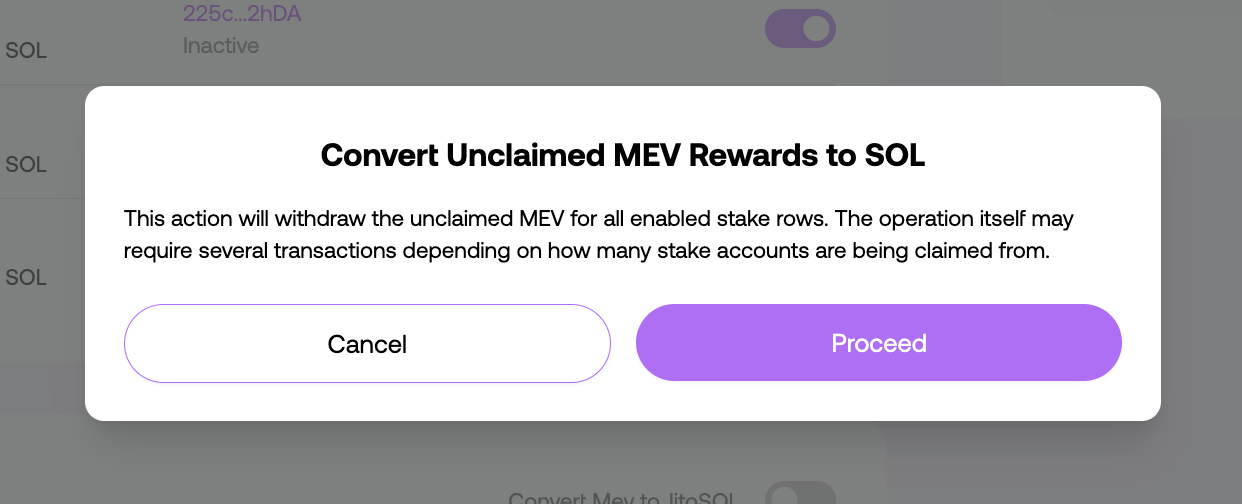 225c...2hDA
SOL
Inactive
Convert Unclaimed MEV Rewards to SOL
SOL
This action will withdraw the unclaimed MEV for all enabled stake rows. The operation itself may
require several transactions depending on how many stake accounts are being claimed from.
SOL
Cancel
Proceed
Convert Mev to JitoSOL